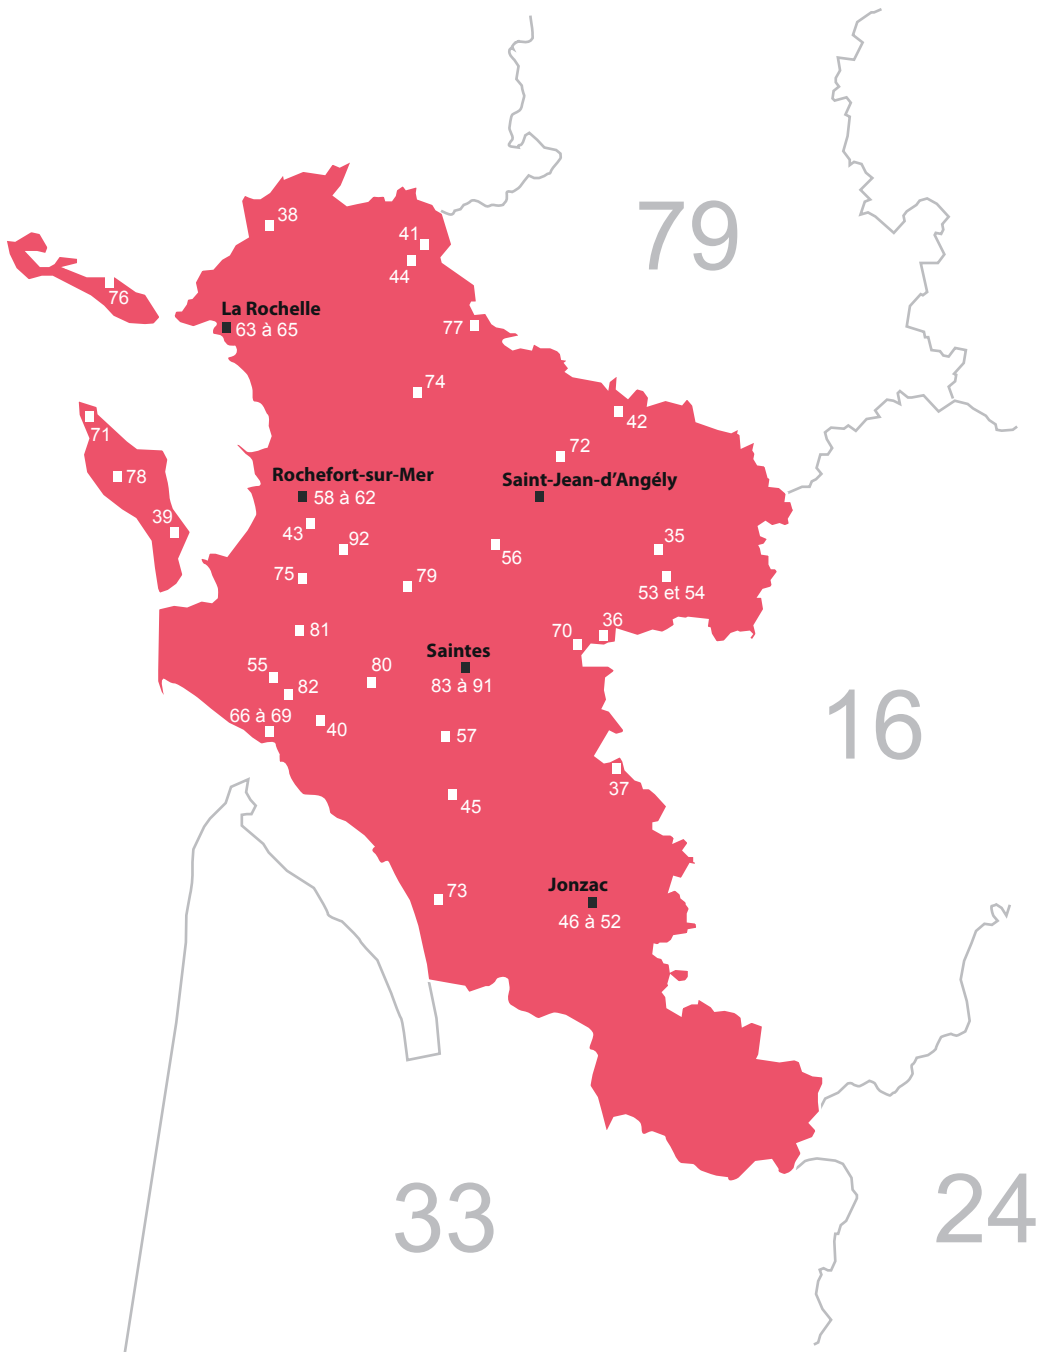 79
38
41
44
76
La Rochelle
63 à 65
77
74
42
71
72
78
Rochefort-sur-Mer
58 à 62
Saint-Jean-d'Angély
39
43
92
56
35
75
79
53 et 54
81
70
36
Saintes
83 à 91
55
80
82
66 à 69
40
57
16
37
45
73
Jonzac
46 à 52
33
24